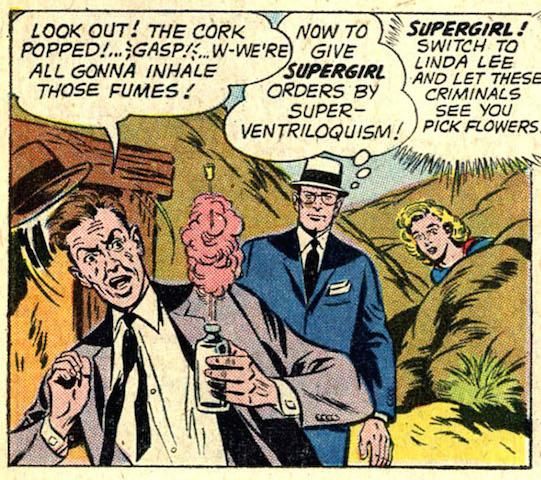 LOOK OUT! THE CORK
POPPED!...GASP!...W-WE'RE
ALL GONNA INHALE
THOSE FUMES!
NOW TO
GIVE
SUPERGIRL
ORDERS BY
SUPER-
VENTRILOQUISM!
SUPERGIRL!
SWITCH TO
LINDA LEE
AND LET THESE
CRIMINALS
SEE YOU
PICK FLOWERS.